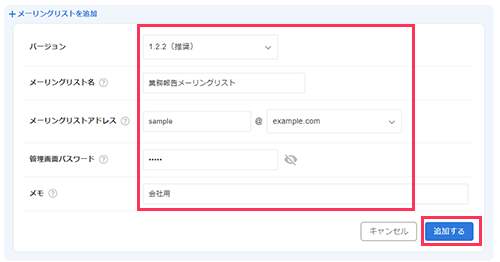 +メーリングリストを追加
バージョン 1.2.2（推奨）
メーリングリスト名 ? 業務報告メーリングリスト
メーリングリストアドレス ? sample @ example.com
管理画面パスワード ? •••••
メモ ? 会社用
キャンセル 追加する